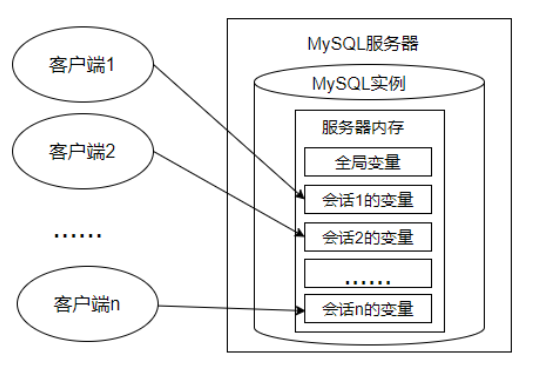 客户端1
客户端2
……
客户端n
MySQL服务器
MySQL实例
服务器内存
全局变量
会话1的变量
会话2的变量
……
会话n的变量